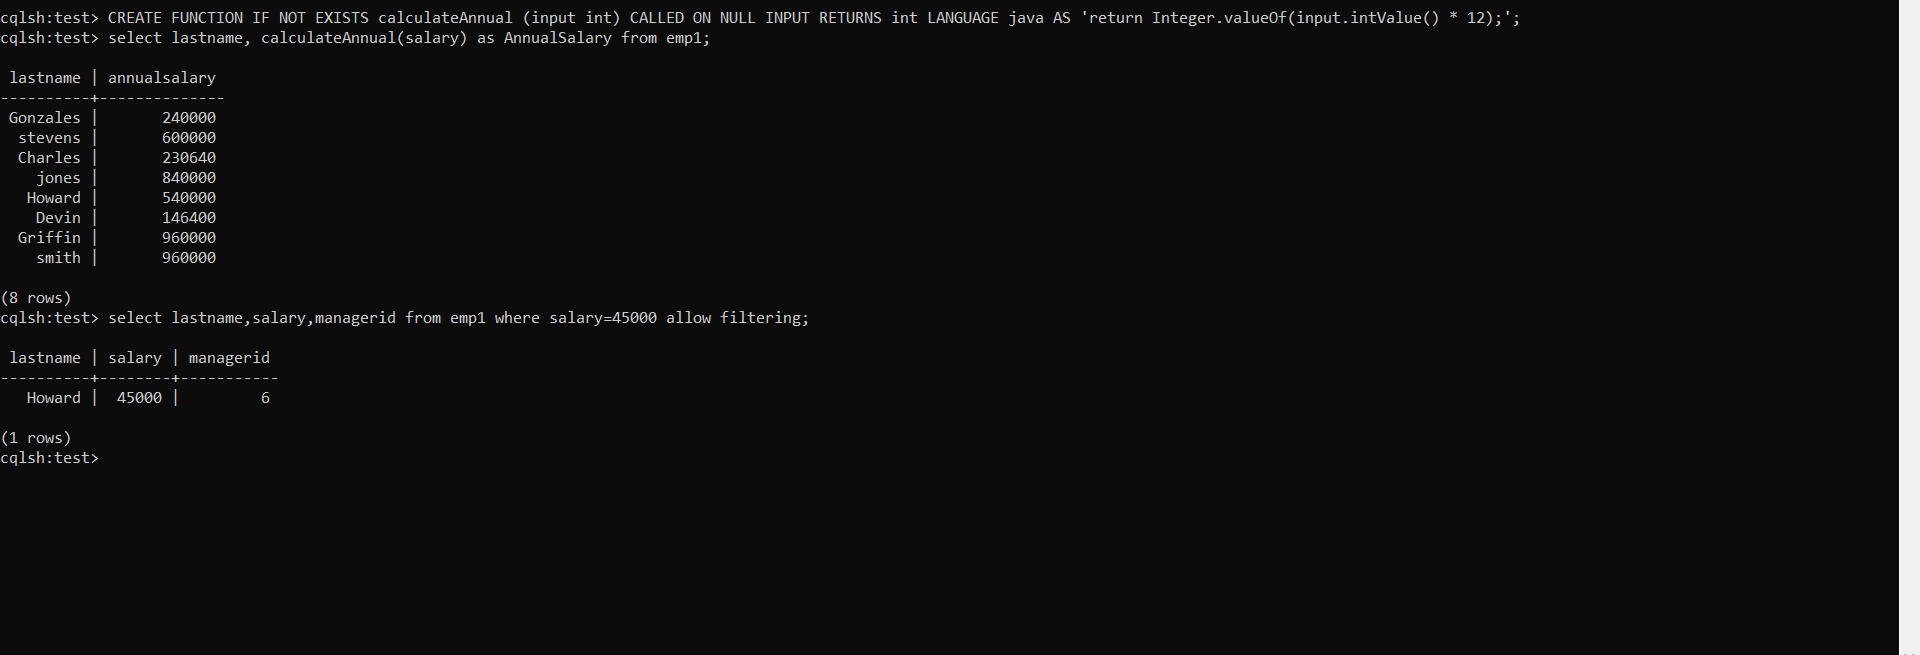 cqlsh:test> CREATE FUNCTION IF NOT EXISTS calculateAnnual (input int) CALLED ON NULL INPUT RETURNS int LANGUAGE java AS 'return Integer.valueOf(input.intValue() * 12);';
cqlsh:test> select lastname, calculateAnnual(salary) as AnnualSalary from emp1;
 lastname | annualsalary
----------+--------------
 Gonzales |       240000
  stevens |       600000
  Charles |       230640
    jones |       840000
   Howard |       540000
    Devin |       146400
  Griffin |       960000
    smith |       960000
(8 rows)
cqlsh:test> select lastname,salary,managerid from emp1 where salary=45000 allow filtering;
 lastname | salary | managerid
----------+--------+-----------
   Howard |  45000 |         6
(1 rows)
cqlsh:test>